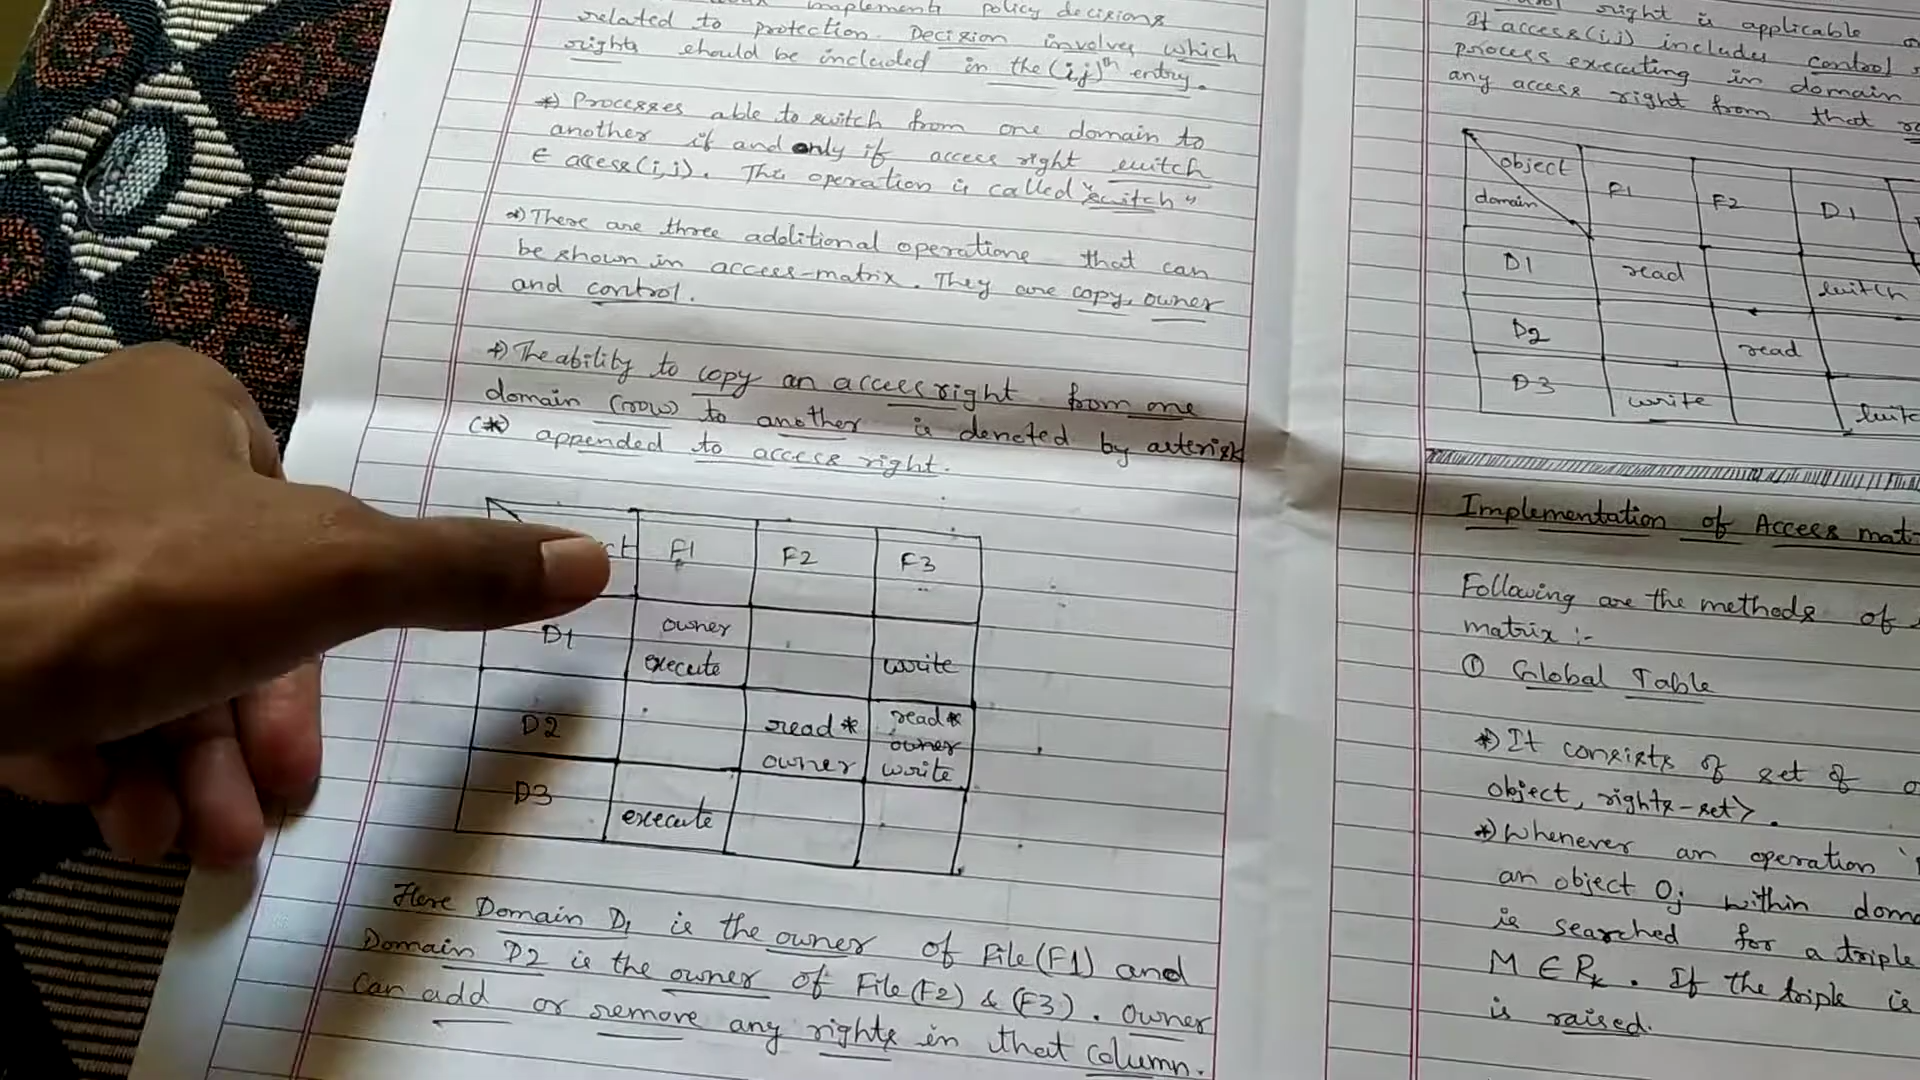 implements policy decisions
related to protection. Decision involves which
rights should be included in the (i,j)th entry.
*) Processes able to switch from one domain to
another if and only if access right switch
∈ access(i,j). This operation is called "switch"
*) There are three additional operations that can
be shown in access-matrix. They are copy, owner
and control.
*) The ability to copy an access right from one
domain (row) to another is denoted by asterisk
(*) appended to access right.
F1 F2 F3
D1 owner
execute write
D2 read* owner read* owner write
D3 execute
Here Domain D1 is the owner of File(F1) and
Domain D2 is the owner of File(F2) & (F3). Owner
can add or remove any rights in that column.
right is applicable
If access(i,j) includes control
process executing in domain
any access right from that
object
domain F1 F2 D1
D1 read switch
D2 read
D3 write
Implementation of Access
Following are the methods of
matrix :-
① Global Table
*) It consists of set of
object, rights-set>.
*) Whenever an operation
an object Oj within
is searched for a triple
M ∈ Rk. If the triple is
is raised.